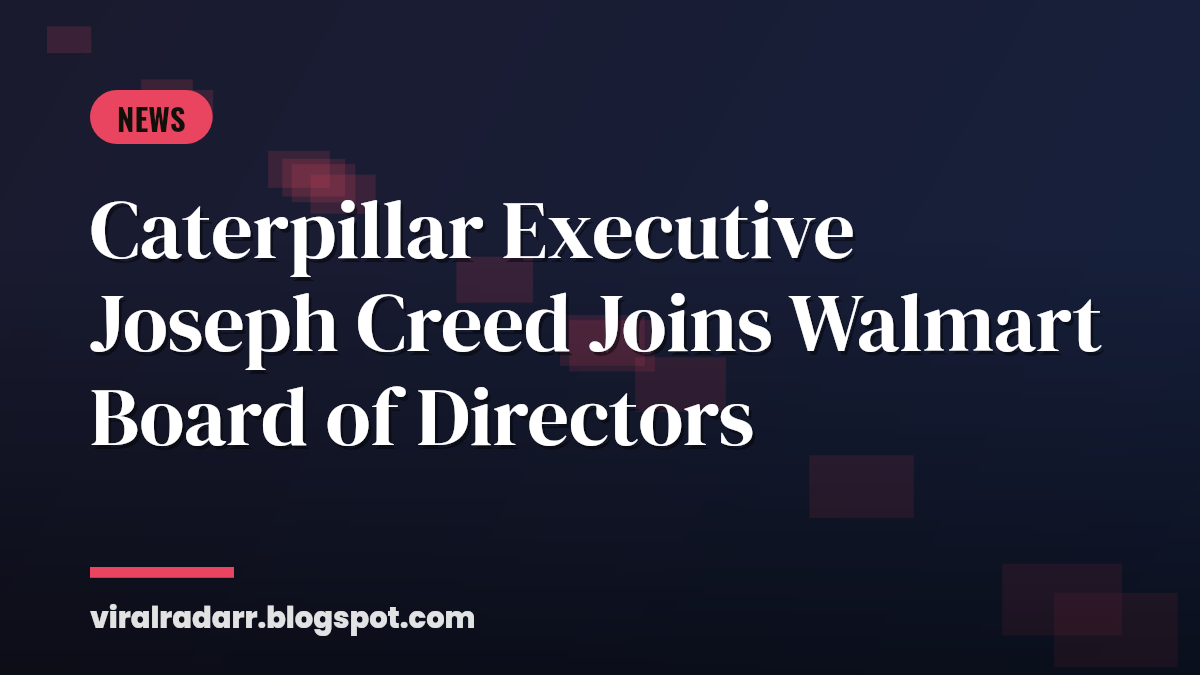 NEWS
Caterpillar Executive
Joseph Creed Joins Walmart
Board of Directors
viralradarr.blogspot.com